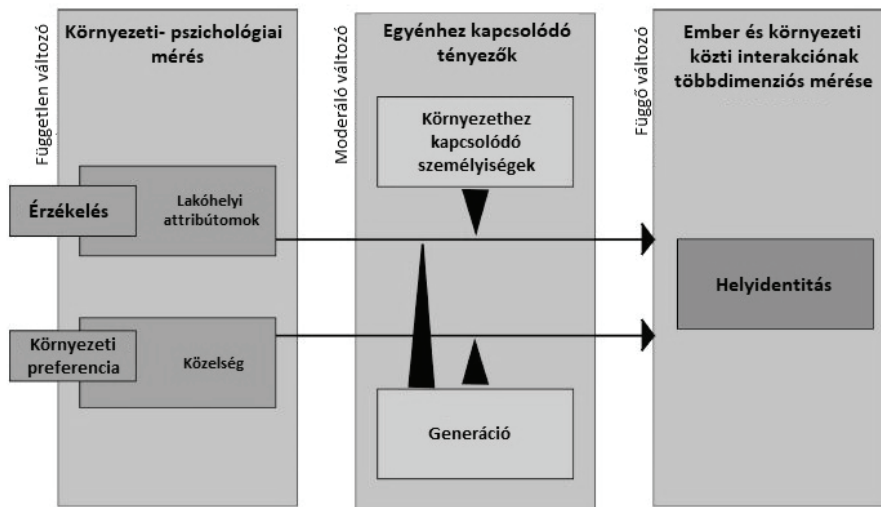 Környezeti- pszichológiai
mérés
Független változó
Érzékelés
Lakóhelyi
attribútomok
Környezeti
preferencia
Közelség
Egyénhez kapcsolódó
tényezők
Moderáló változó
Környezethez
kapcsolódó
személyiségek
Generáció
Ember és környezeti
közti interakciónak
többdimenziós mérése
Függő változó
Helyidentitás